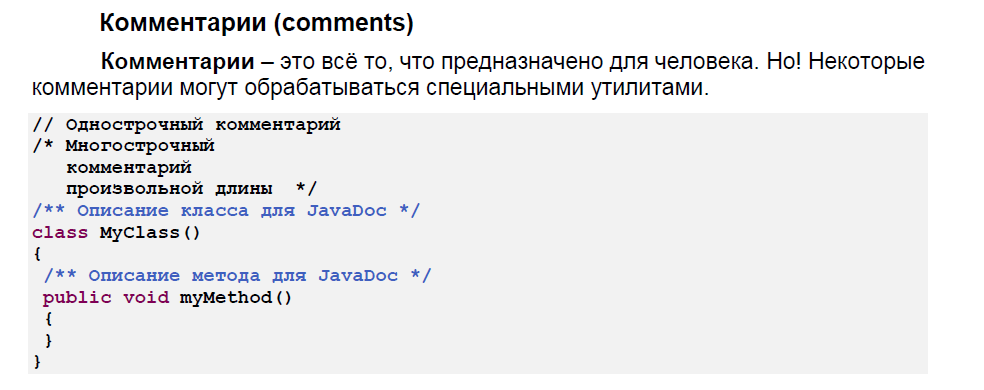 Комментарии (comments)
Комментарии – это всё то, что предназначено для человека. Но! Некоторые
комментарии могут обрабатываться специальными утилитами.
// Однострочный комментарий
/* Многострочный
   комментарий
   произвольной длины  */
/** Описание класса для JavaDoc */
class MyClass()
{
 /** Описание метода для JavaDoc */
 public void myMethod()
 {
 }
}